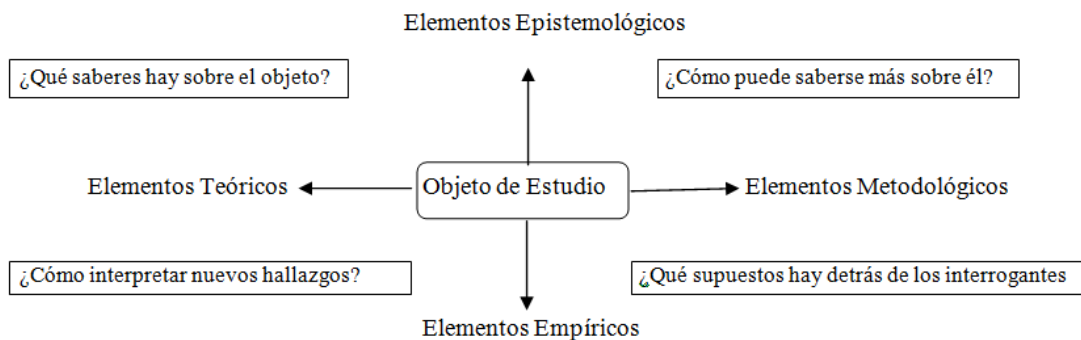 Elementos Epistemológicos
¿Qué saberes hay sobre el objeto?
¿Cómo puede saberse más sobre él?
Elementos Teóricos
Objeto de Estudio
Elementos Metodológicos
¿Cómo interpretar nuevos hallazgos?
¿Qué supuestos hay detrás de los interrogantes
Elementos Empíricos